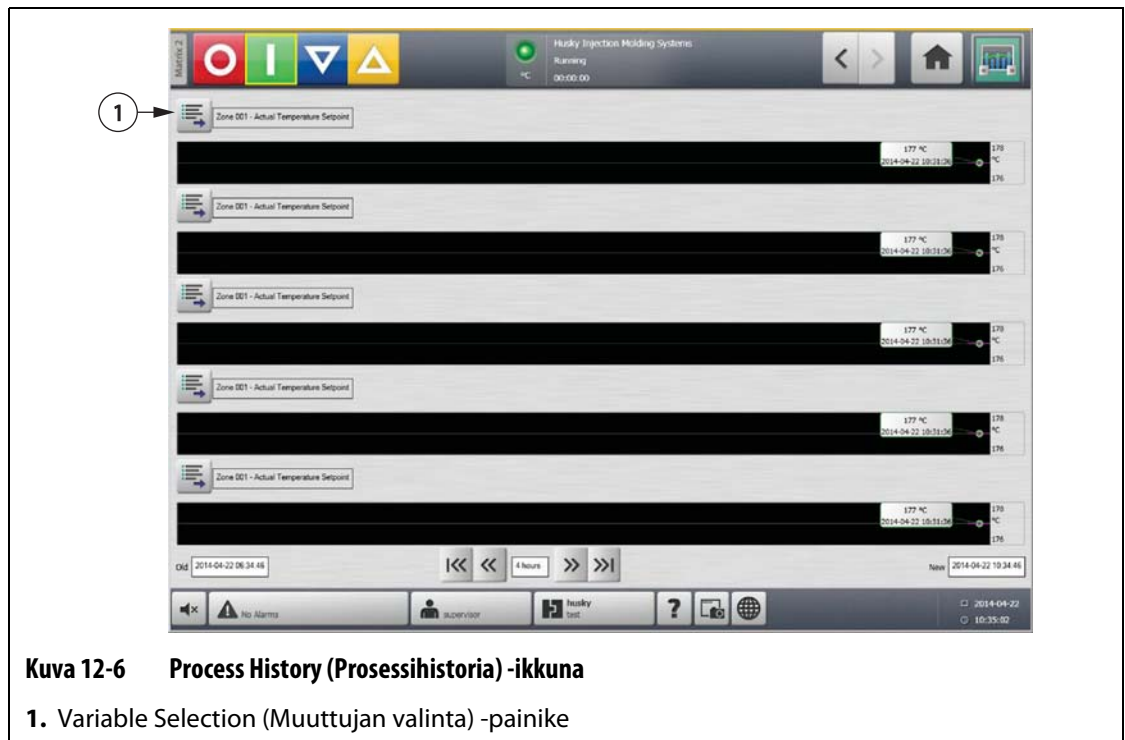 Matrix 2
Husky Injection Molding Systems
Running
°C 00:00:00
1
Zone 001 - Actual Temperature Setpoint
177 °C
2014-04-22 10:31:36
178
°C
176
Zone 001 - Actual Temperature Setpoint
177 °C
2014-04-22 10:31:36
178
°C
176
Zone 001 - Actual Temperature Setpoint
177 °C
2014-04-22 10:31:36
178
°C
176
Zone 001 - Actual Temperature Setpoint
177 °C
2014-04-22 10:31:36
178
°C
176
Zone 001 - Actual Temperature Setpoint
177 °C
2014-04-22 10:31:36
178
°C
176
Old 2014-04-22 06:34:46 4 hours New 2014-04-22 10:34:46
No Alarms supervisor husky test ? 2014-04-22
10:35:02
Kuva 12-6 Process History (Prosessihistoria) -ikkuna
1. Variable Selection (Muuttujan valinta) -painike